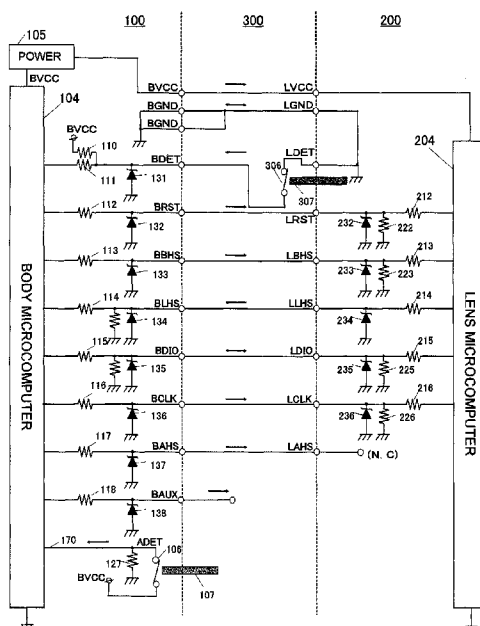 100
300
200
105
POWER
BVCC
104
BVCC
LVCC
204
BGND
LGND
BGND
BVCC
110
111
BDET
131
306
LDET
307
112
BRST
132
LRST
232
222
212
113
BBHS
133
LBHS
233
223
213
114
BLHS
134
LLHS
234
214
115
BDIO
135
LDIO
235
225
215
116
BCLK
136
LCLK
236
226
216
117
BAHS
137
LAHS
(N. C)
118
BAUX
138
170
ADET
106
127
BVCC
107
BODY MICROCOMPUTER
LENS MICROCOMPUTER